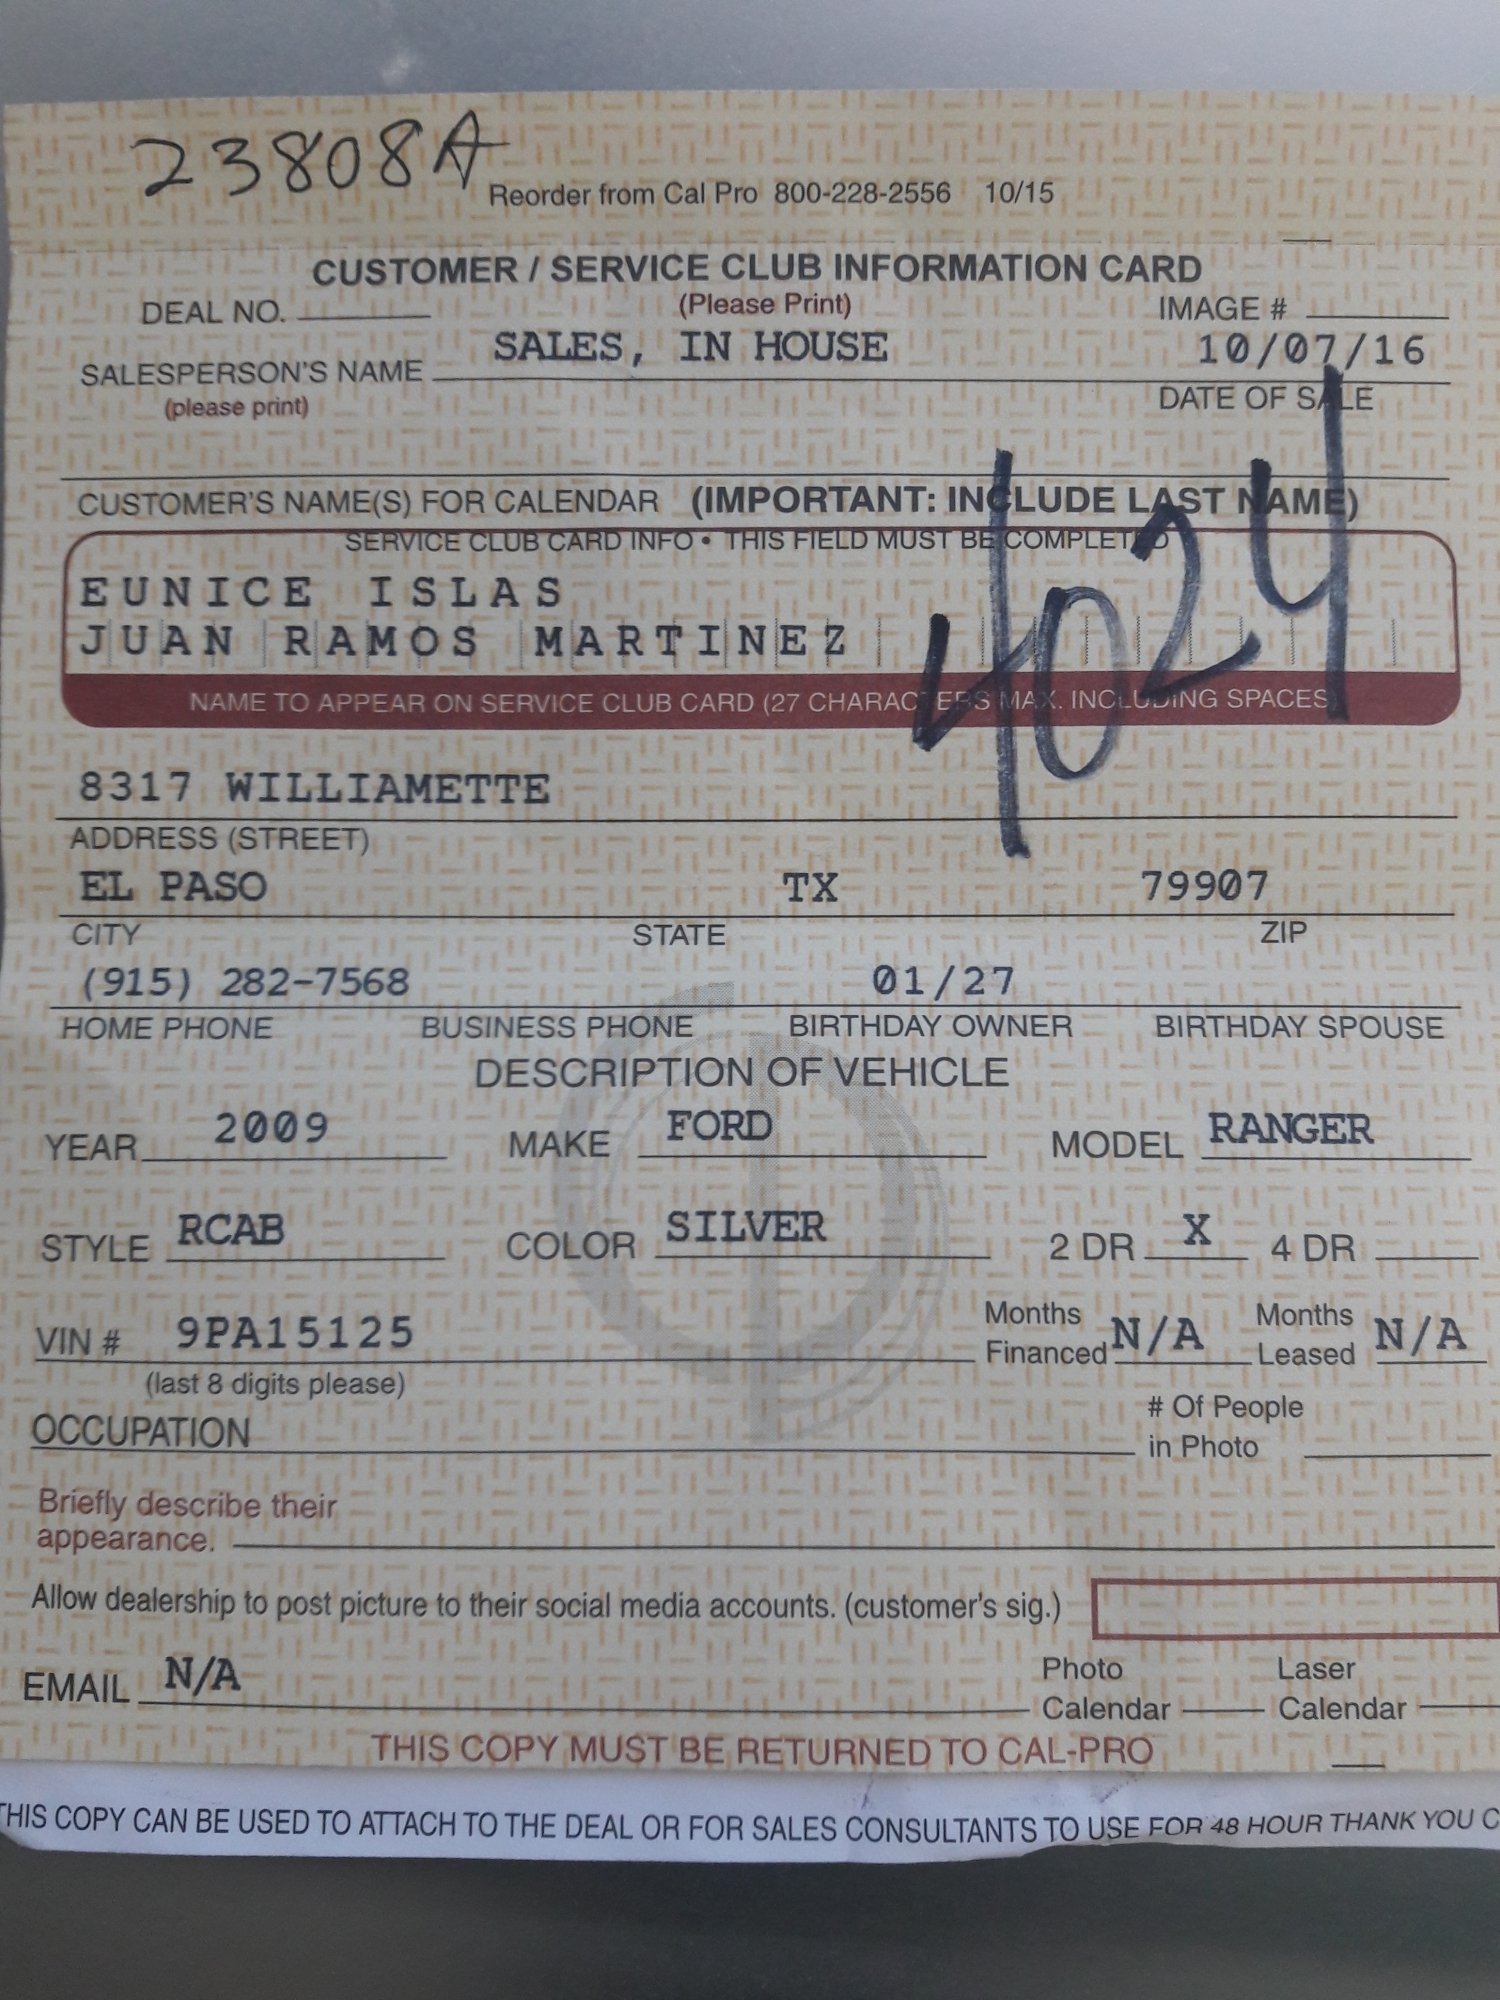 23808A
Reorder from Cal Pro 800-228-2556 10/15
CUSTOMER / SERVICE CLUB INFORMATION CARD
DEAL NO. (Please Print) IMAGE #
SALES, IN HOUSE 10/07/16
SALESPERSON'S NAME
(please print) DATE OF SALE
CUSTOMER'S NAME(S) FOR CALENDAR (IMPORTANT: INCLUDE LAST NAME)
SERVICE CLUB CARD INFO • THIS FIELD MUST BE COMPLETED
EUNICE ISLAS
JUAN RAMOS MARTINEZ
4024
NAME TO APPEAR ON SERVICE CLUB CARD (27 CHARACTERS MAX. INCLUDING SPACES)
8317 WILLIAMETTE
ADDRESS (STREET)
EL PASO TX 79907
CITY STATE ZIP
(915) 282-7568 01/27
HOME PHONE BUSINESS PHONE BIRTHDAY OWNER BIRTHDAY SPOUSE
DESCRIPTION OF VEHICLE
YEAR 2009 MAKE FORD MODEL RANGER
STYLE RCAB COLOR SILVER 2 DR X 4 DR
VIN # 9PA15125 Months Financed N/A Months Leased N/A
(last 8 digits please)
OCCUPATION # Of People in Photo
Briefly describe their
appearance.
Allow dealership to post picture to their social media accounts. (customer's sig.)
EMAIL N/A Photo Calendar Laser Calendar
THIS COPY MUST BE RETURNED TO CAL-PRO
THIS COPY CAN BE USED TO ATTACH TO THE DEAL OR FOR SALES CONSULTANTS TO USE FOR 48 HOUR THANK YOU C